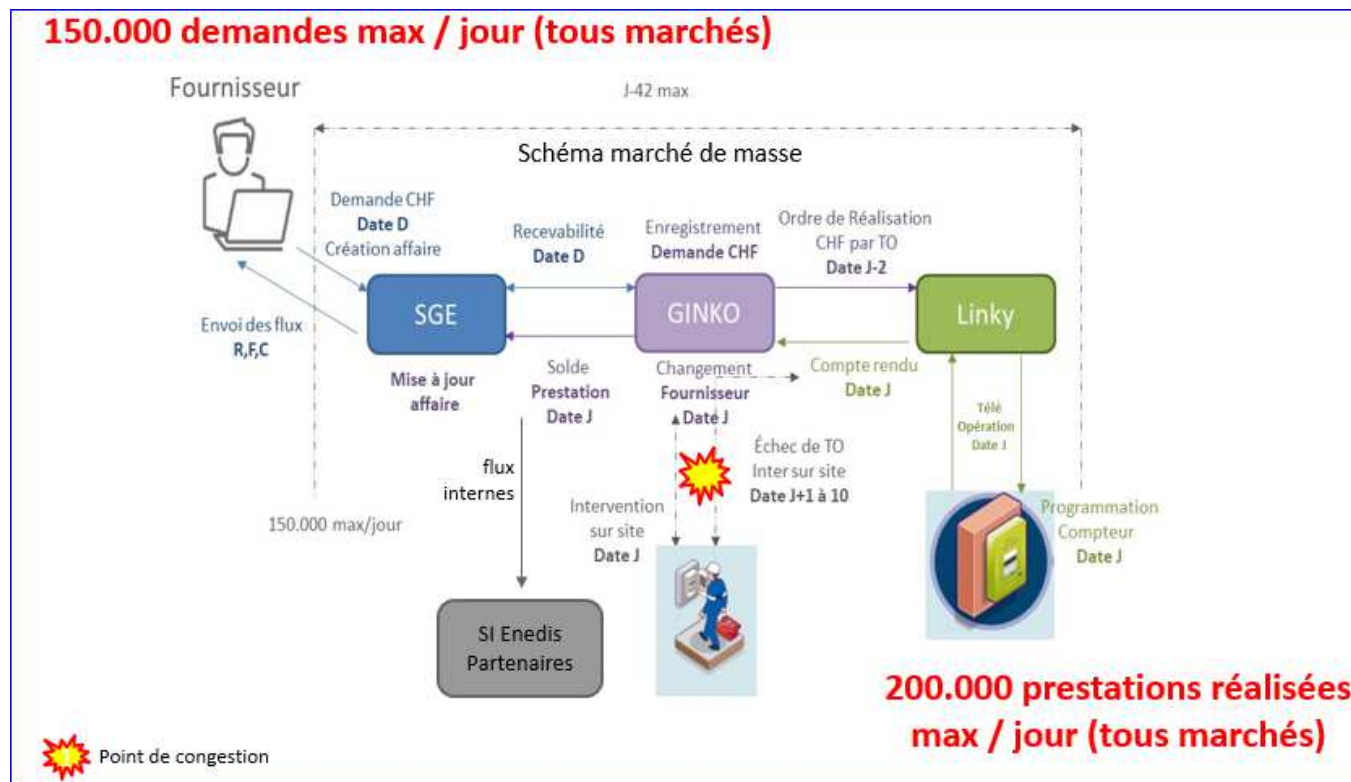 150.000 demandes max / jour (tous marchés)
Fournisseur
J-42 max
Schéma marché de masse
Demande CHF
Date D
Création affaire
Recevabilité
Date D
Enregistrement
Demande CHF
Ordre de Réalisation
CHF par TO
Date J-2
SGE
GINKO
Linky
Envoi des flux
R,F,C
Mise à jour
affaire
Solde
Prestation
Date J
Changement
Fournisseur
Date J
Compte rendu
Date J
Télé
Opération
Date J
flux
internes
Échec de TO
Inter sur site
Date J+1 à 10
150.000 max/jour
Intervention
sur site
Date J
Programmation
Compteur
Date J
SI Enedis
Partenaires
200.000 prestations réalisées
max / jour (tous marchés)
Point de congestion